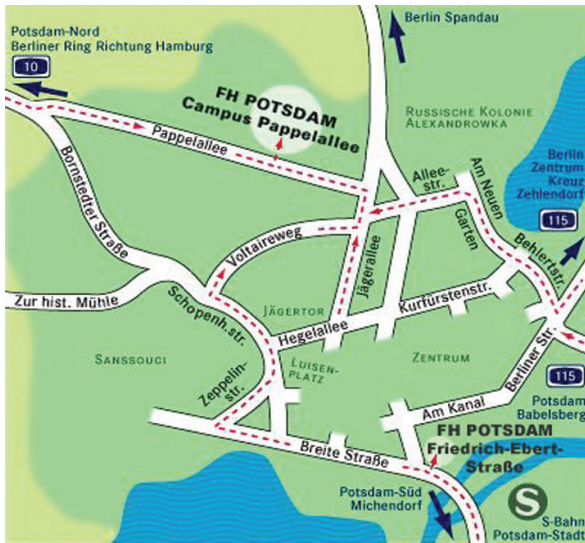 Potsdam-Nord
Berliner Ring Richtung Hamburg
10
Berlin Spandau
FH POTSDAM
Campus Pappelallee
Pappelallee
RUSSISCHE KOLONIE
ALEXANDROWKA
Berlin
Zentrum
Kreuz
Zehlendorf
115
Allee-
str.
Am Neuen
Garten
Behlertstr.
Bornstedter Straße
Voltaireweg
Jägerallee
Zur hist. Mühle
Schopenh.str.
JÄGERTOR
Kurfürstenstr.
Hegelallee
SANSSOUCI
LUISEN-
PLATZ
ZENTRUM
Berliner Str.
115
Zeppelin-
str.
Am Kanal
Potsdam
Babelsberg
FH POTSDAM
Friedrich-Ebert-
Straße
Breite Straße
Potsdam-Süd
Michendorf
S
S-Bahn
Potsdam-Stadt